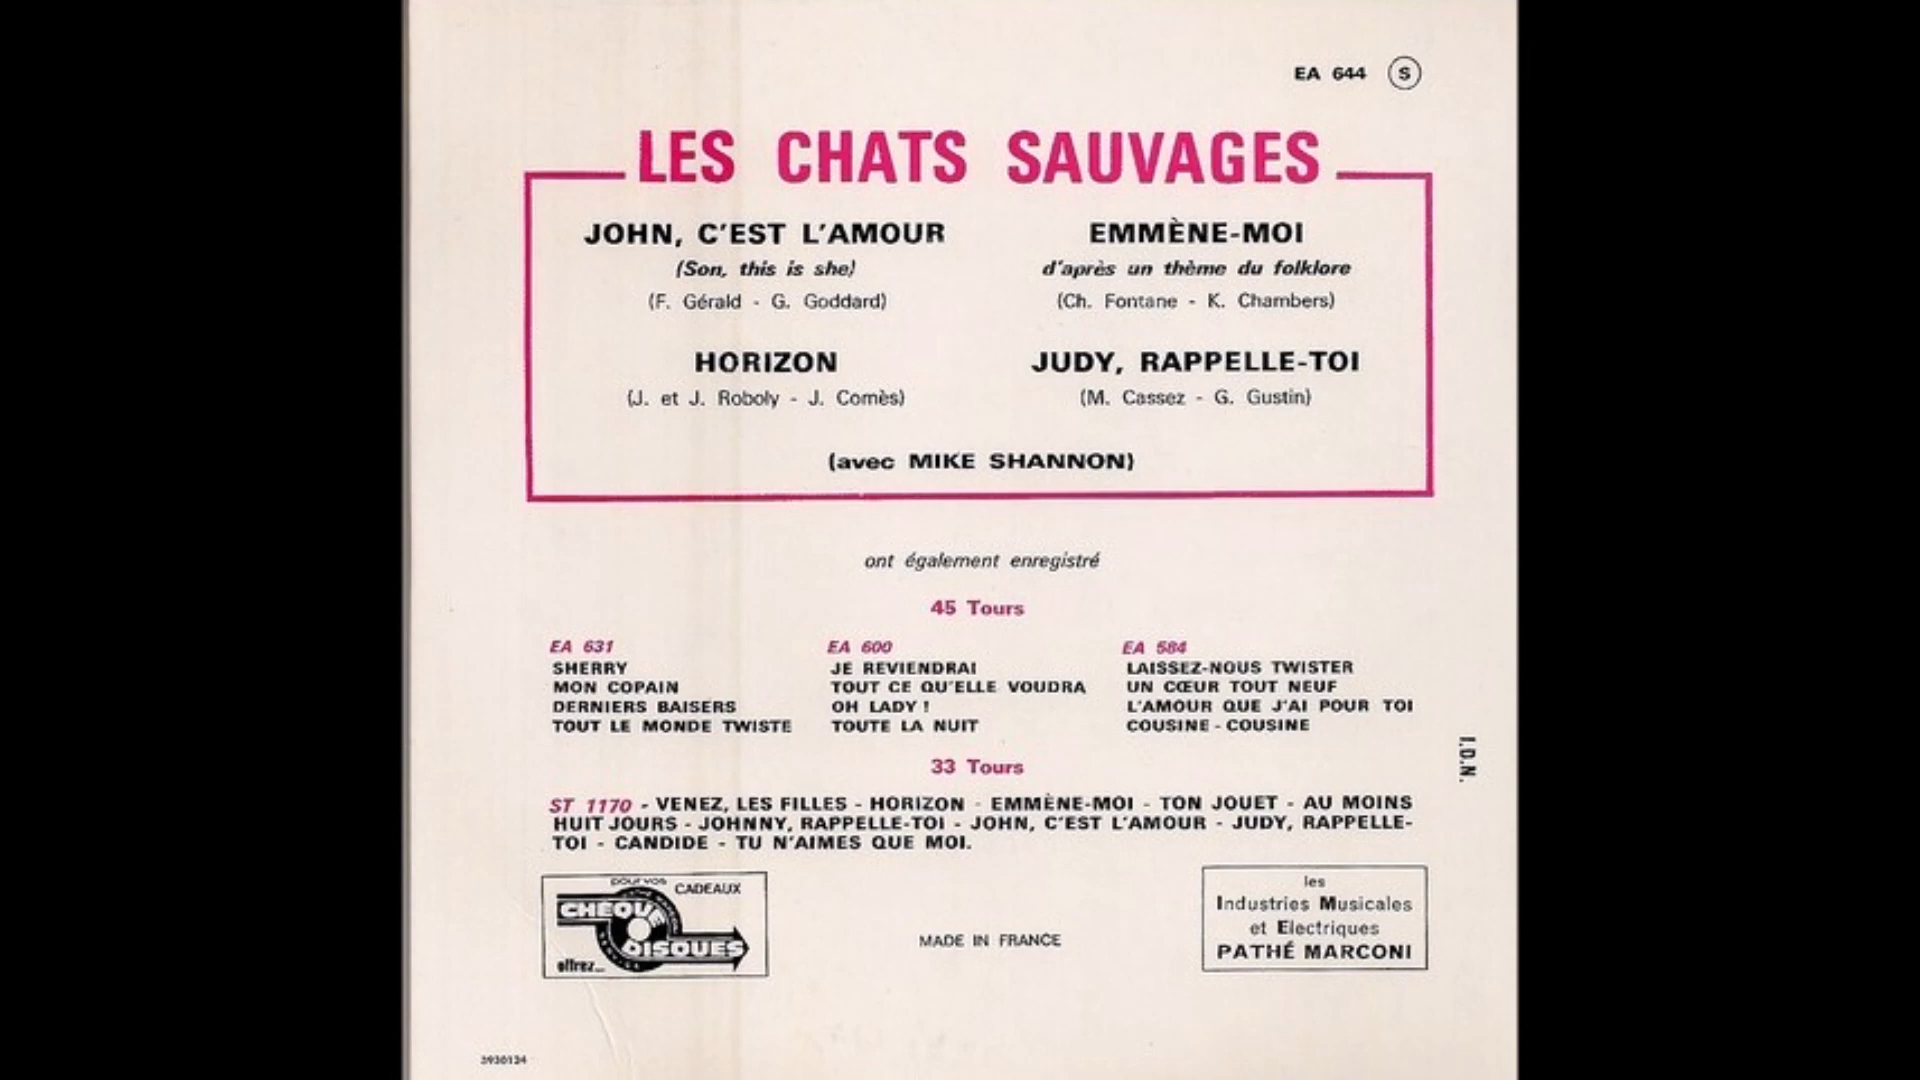 EA 644 S
LES CHATS SAUVAGES
JOHN, C'EST L'AMOUR
(Son, this is she)
(F. Gérald - G. Goddard)
EMMÈNE-MOI
d'après un thème du folklore
(Ch. Fontane - K. Chambers)
HORIZON
(J. et J. Roboly - J. Comès)
JUDY, RAPPELLE-TOI
(M. Cassez - G. Gustin)
(avec MIKE SHANNON)
ont également enregistré
45 Tours
EA 631
SHERRY
MON COPAIN
DERNIERS BAISERS
TOUT LE MONDE TWISTE
EA 600
JE REVIENDRAI
TOUT CE QU'ELLE VOUDRA
OH LADY !
TOUTE LA NUIT
EA 584
LAISSEZ-NOUS TWISTER
UN CŒUR TOUT NEUF
L'AMOUR QUE J'AI POUR TOI
COUSINE - COUSINE
I.D.N.
33 Tours
ST 1170 - VENEZ, LES FILLES - HORIZON - EMMÈNE-MOI - TON JOUET - AU MOINS
HUIT JOURS - JOHNNY, RAPPELLE-TOI - JOHN, C'EST L'AMOUR - JUDY, RAPPELLE-
TOI - CANDIDE - TU N'AIMES QUE MOI.
pour vos CADEAUX
CHEQUE
DISQUES
offrez...
MADE IN FRANCE
les
Industries Musicales
et Electriques
PATHÉ MARCONI
3930134